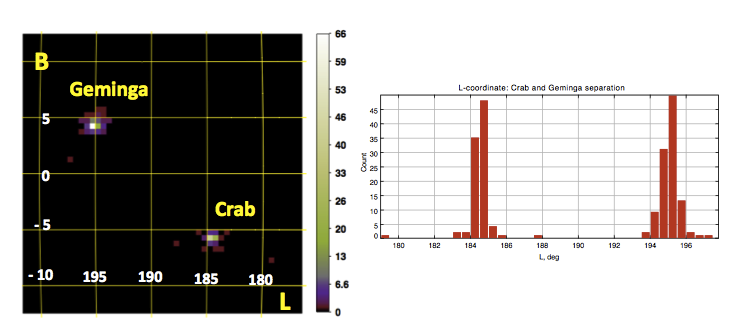 B
Geminga
5
0
Crab
- 5
- 10 195 190 185 180
L
66
59
53
46
40
33
26
20
13
6.6
0
L-coordinate: Crab and Geminga separation
Count
45
40
35
30
25
20
15
10
5
0
180 182 184 186 188 190 192 194 196
L, deg